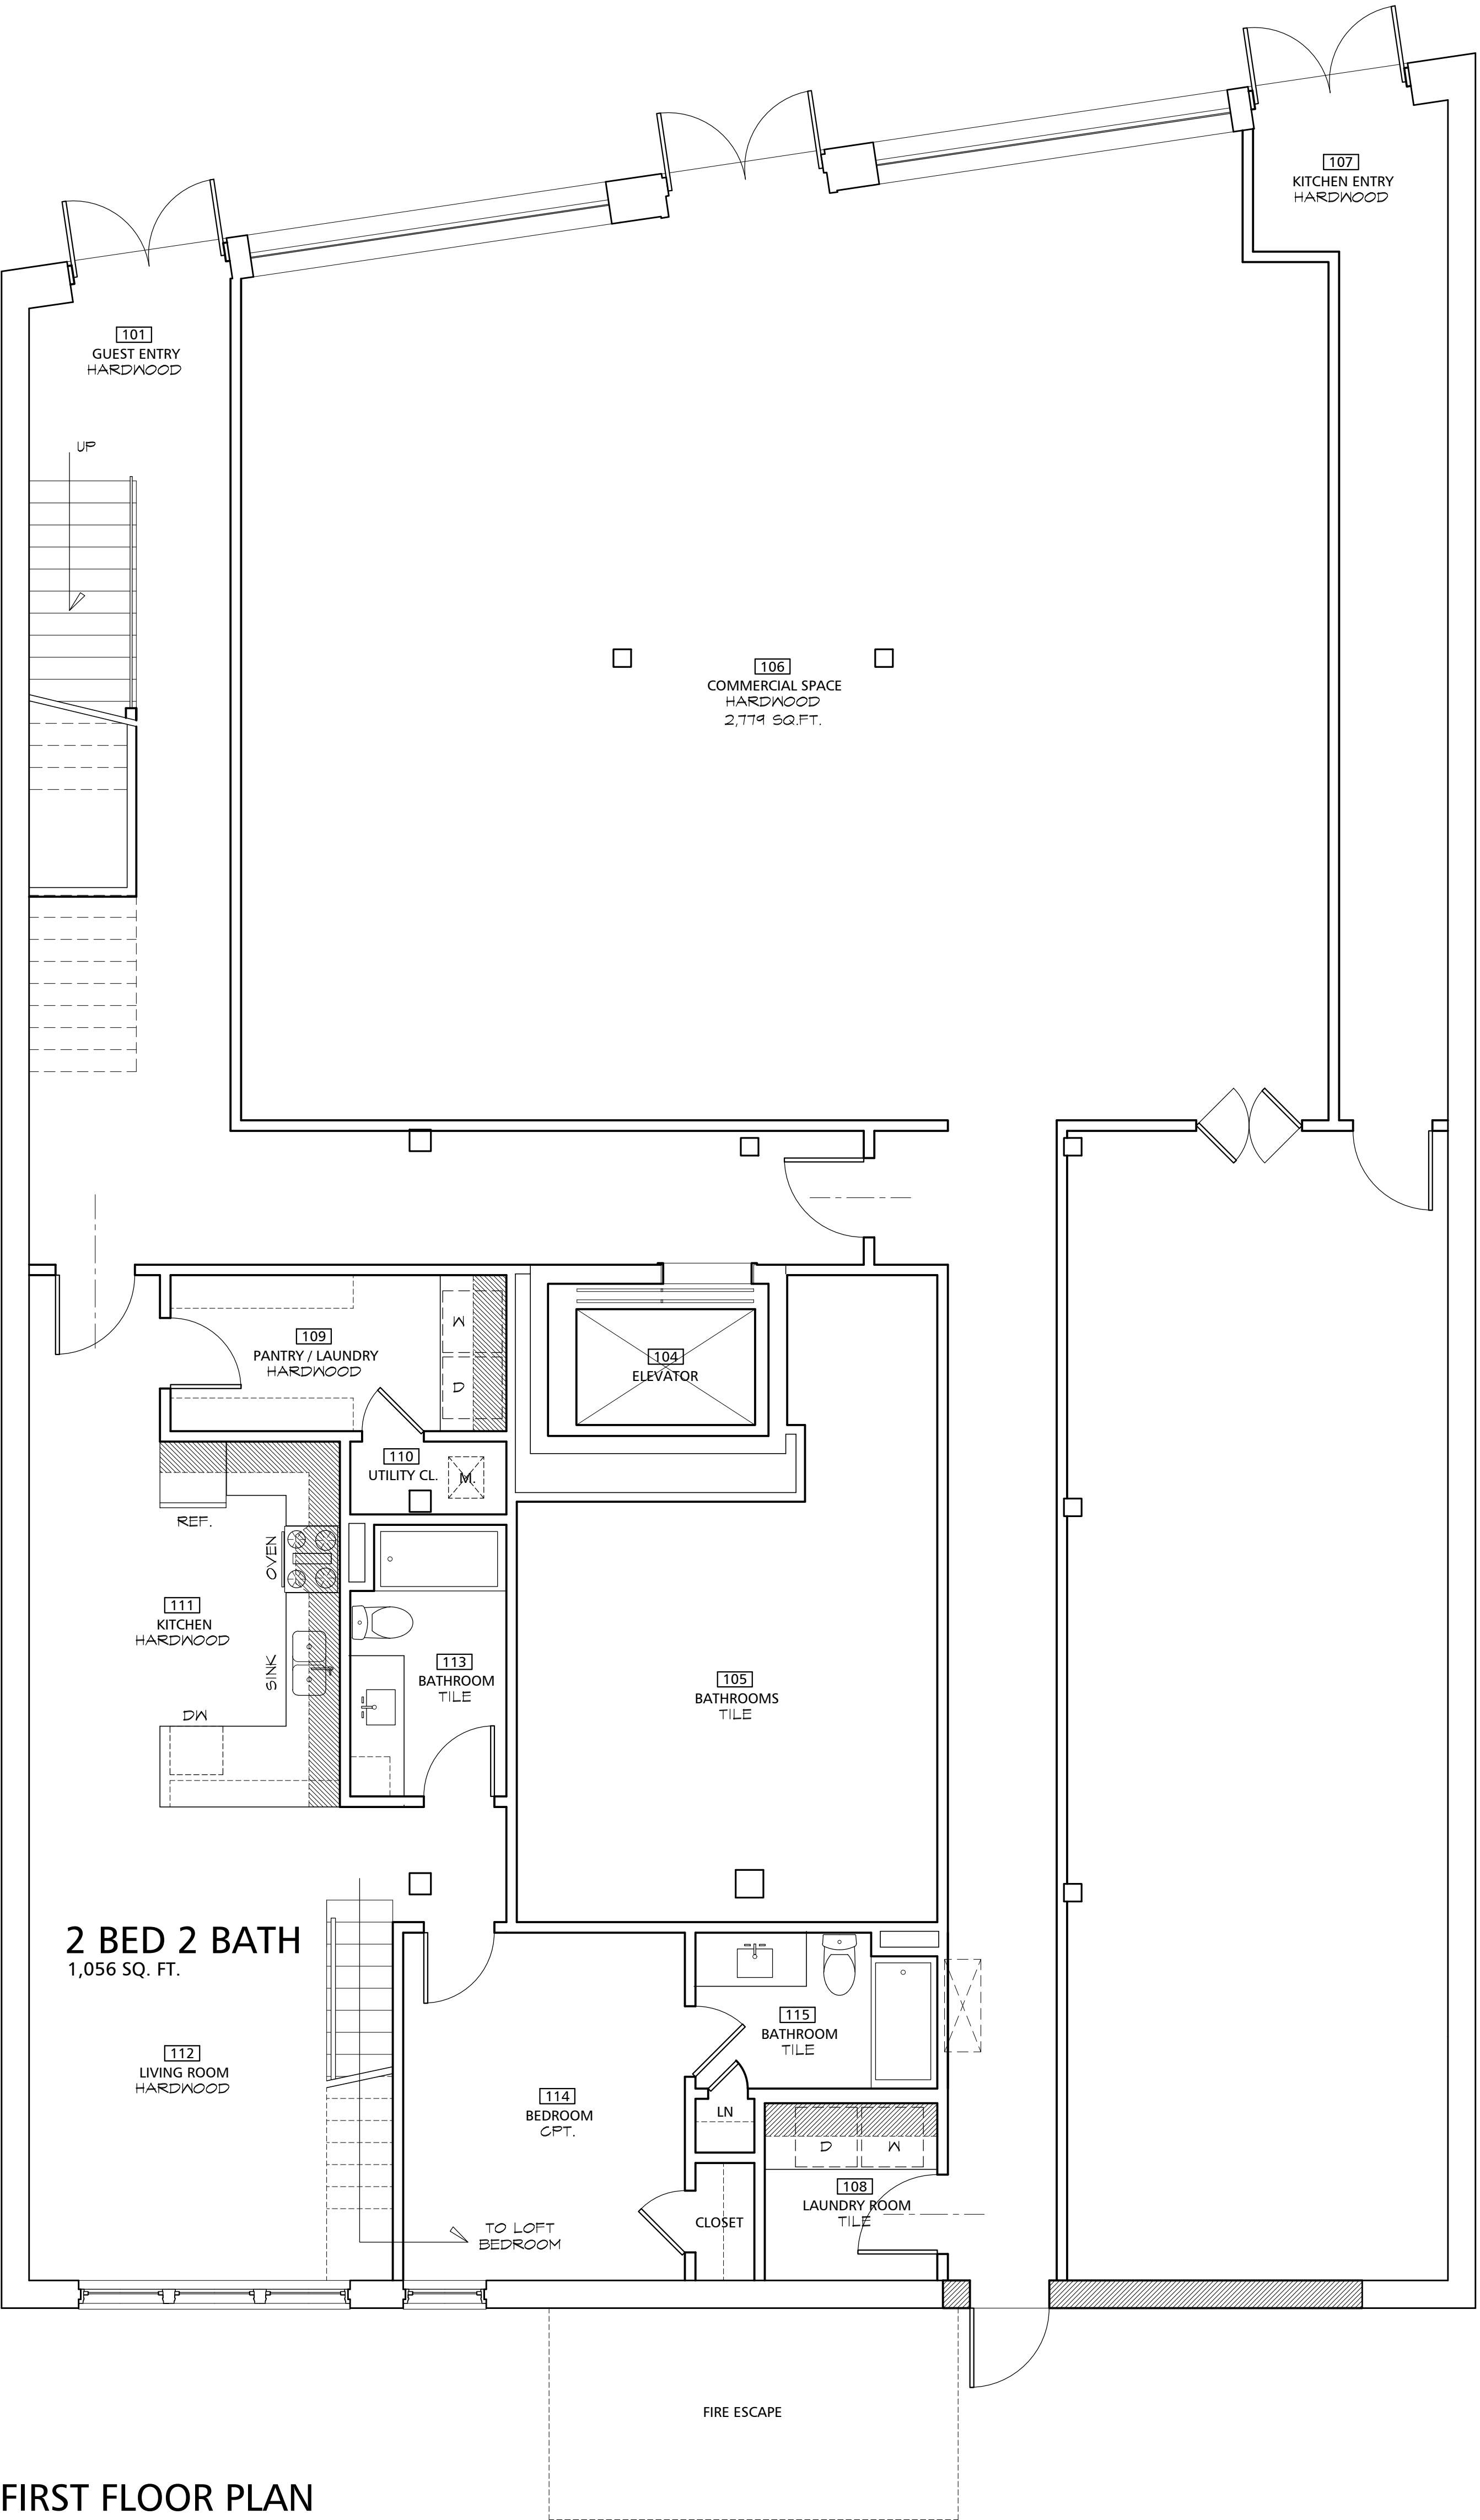 107
KITCHEN ENTRY
HARDWOOD
101
GUEST ENTRY
HARDWOOD
UP
106
COMMERCIAL SPACE
HARDWOOD
2,779 SQ.FT.
109
PANTRY / LAUNDRY
HARDWOOD
W
D
104
ELEVATOR
110
UTILITY CL.
M.
REF.
OVEN
111
KITCHEN
HARDWOOD
SINK
DW
113
BATHROOM
TILE
105
BATHROOMS
TILE
2 BED 2 BATH
1,056 SQ. FT.
112
LIVING ROOM
HARDWOOD
115
BATHROOM
TILE
114
BEDROOM
CPT.
LN
D
W
108
LAUNDRY ROOM
TILE
CLOSET
TO LOFT
BEDROOM
FIRE ESCAPE
FIRST FLOOR PLAN